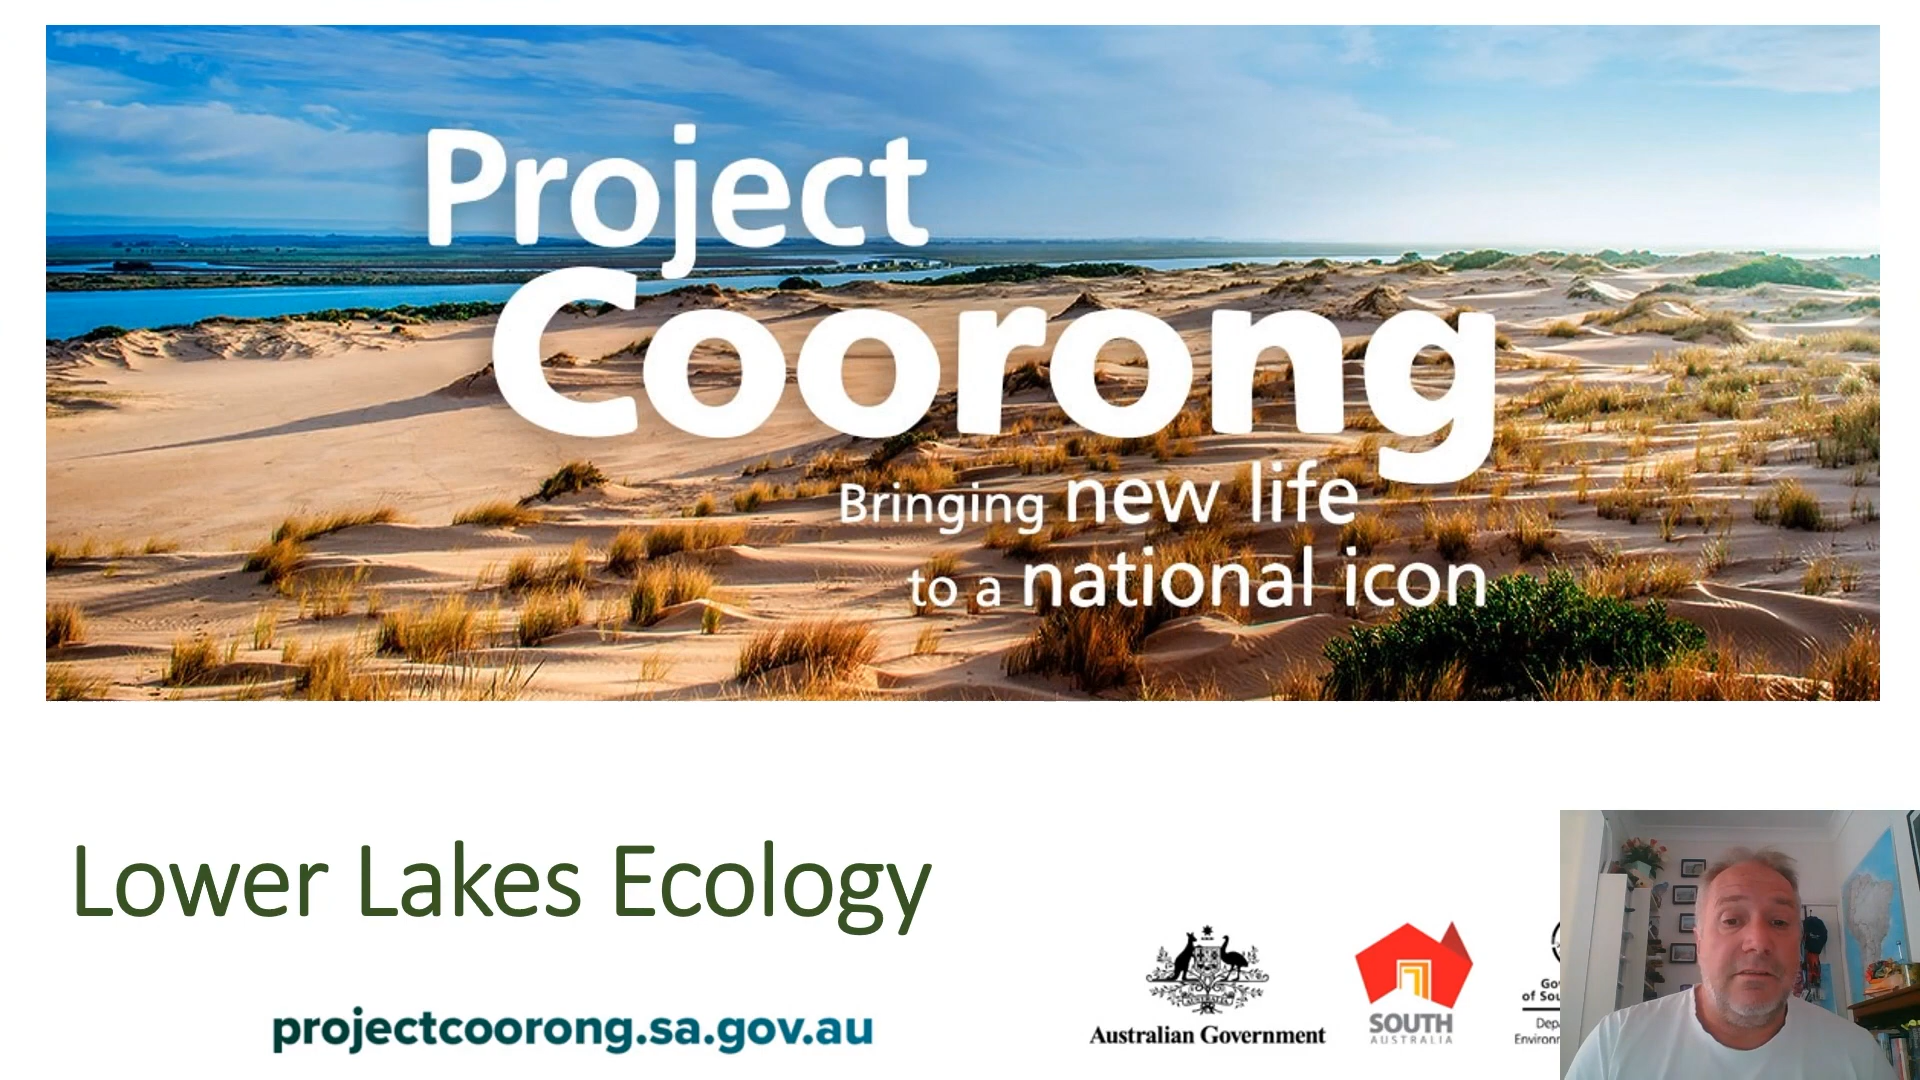 Project
Coorong
Bringing new life
to a national icon
Lower Lakes Ecology
projectcoorong.sa.gov.au
Australian Government
SOUTH
AUSTRALIA